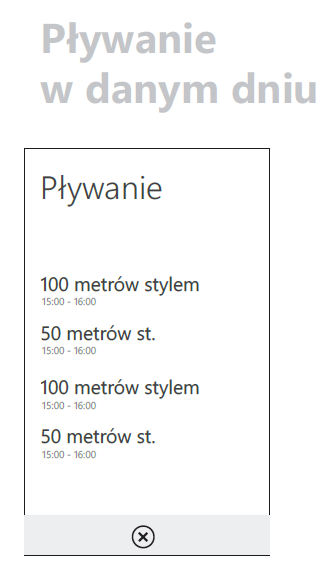 Pływanie
w danym dniu
Pływanie
100 metrów stylem
15:00 - 16:00
50 metrów st.
15:00 - 16:00
100 metrów stylem
15:00 - 16:00
50 metrów st.
15:00 - 16:00